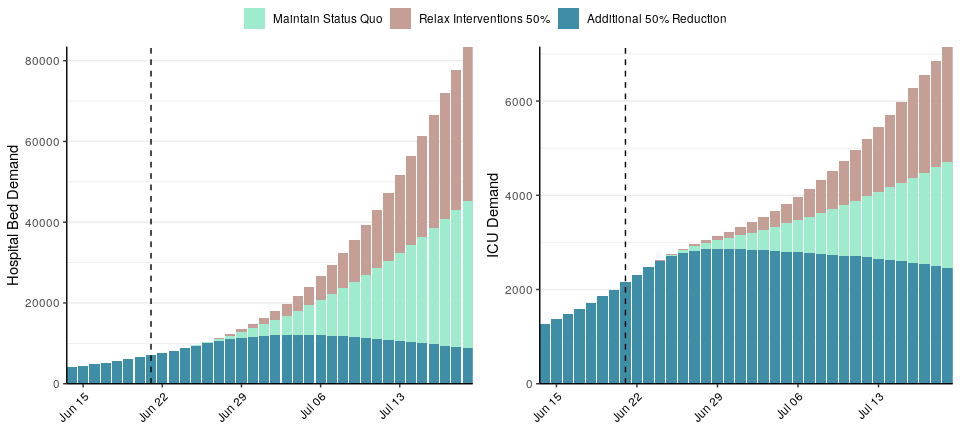 Maintain Status Quo Relax Interventions 50% Additional 50% Reduction
Hospital Bed Demand
80000
60000
40000
20000
0
Jun 15 Jun 22 Jun 29 Jul 06 Jul 13
ICU Demand
6000
4000
2000
0
Jun 15 Jun 22 Jun 29 Jul 06 Jul 13